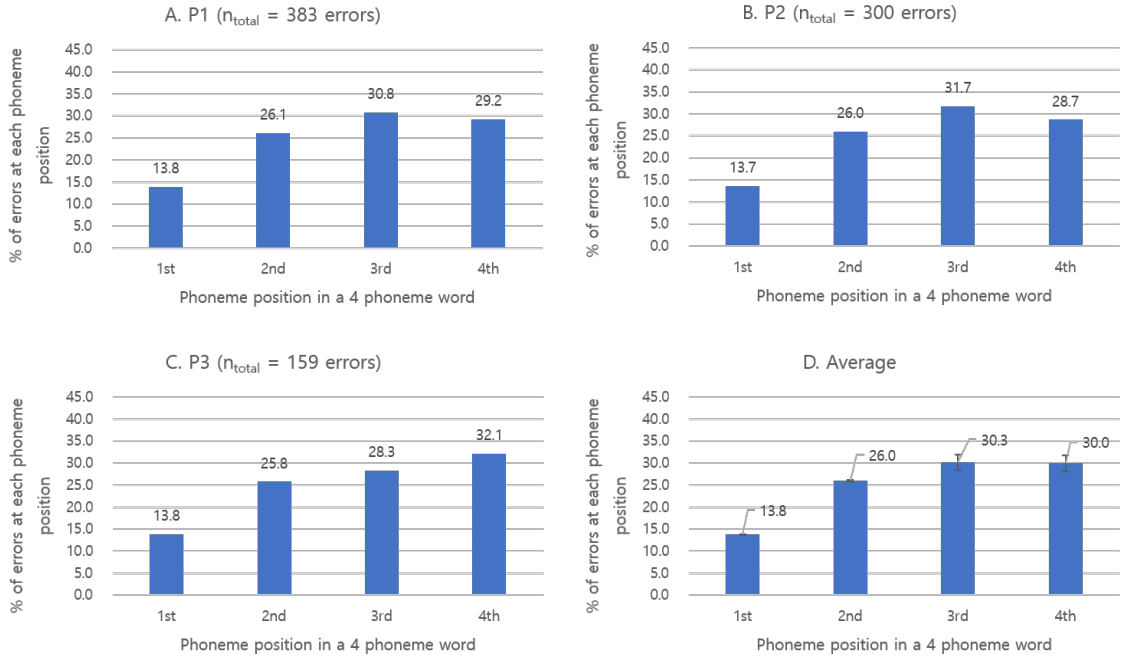 A. P1 (ntotal = 383 errors)
% of errors at each phoneme
position
45.0
40.0
35.0
30.0
25.0
20.0
15.0
10.0
5.0
0.0
13.8
26.1
30.8
29.2
1st 2nd 3rd 4th
Phoneme position in a 4 phoneme word
B. P2 (ntotal = 300 errors)
% of errors at each phoneme
position
45.0
40.0
35.0
30.0
25.0
20.0
15.0
10.0
5.0
0.0
13.7
26.0
31.7
28.7
1st 2nd 3rd 4th
Phoneme position in a 4 phoneme word
C. P3 (ntotal = 159 errors)
% of errors at each phoneme
position
45.0
40.0
35.0
30.0
25.0
20.0
15.0
10.0
5.0
0.0
13.8
25.8
28.3
32.1
1st 2nd 3rd 4th
Phoneme position in a 4 phoneme word
D. Average
% of errors at each phoneme
position
45.0
40.0
35.0
30.0
25.0
20.0
15.0
10.0
5.0
0.0
13.8
26.0
30.3
30.0
1st 2nd 3rd 4th
Phoneme position in a 4 phoneme word